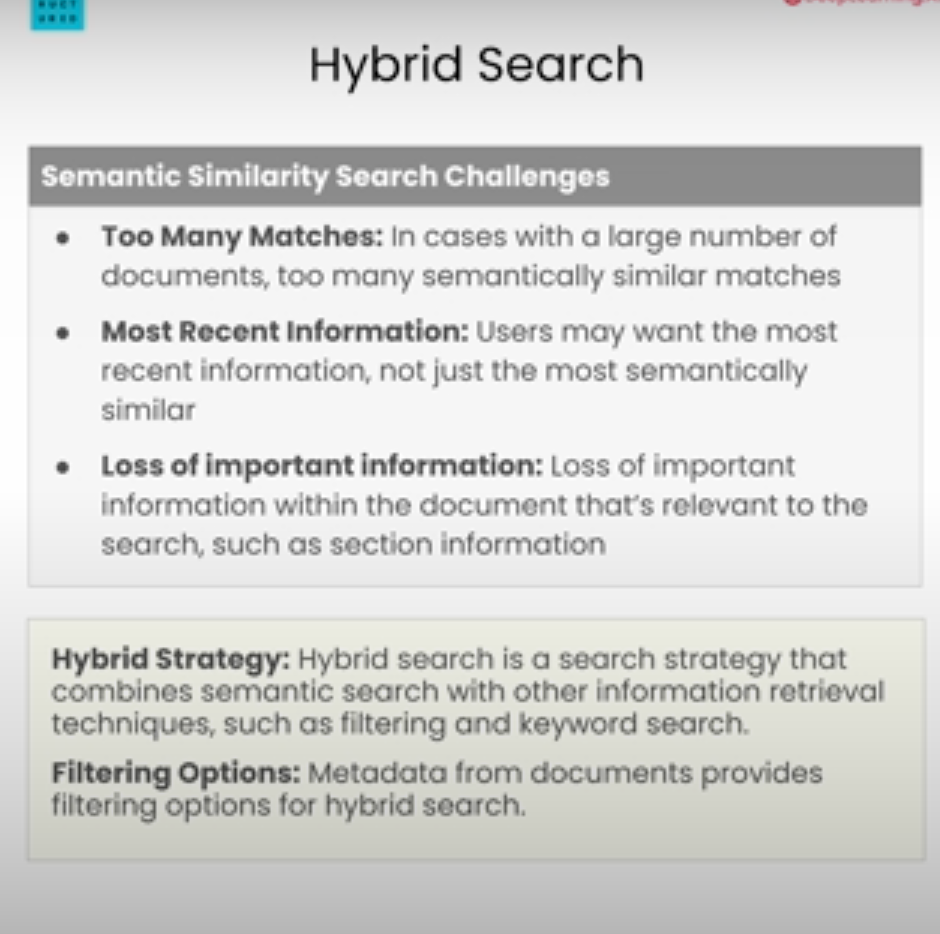 Hybrid Search
Semantic Similarity Search Challenges
● Too Many Matches: In cases with a large number of
documents, too many semantically similar matches
● Most Recent Information: Users may want the most
recent information, not just the most semantically
similar
● Loss of important information: Loss of important
information within the document that's relevant to the
search, such as section information
Hybrid Strategy: Hybrid search is a search strategy that
combines semantic search with other information retrieval
techniques, such as filtering and keyword search.
Filtering Options: Metadata from documents provides
filtering options for hybrid search.